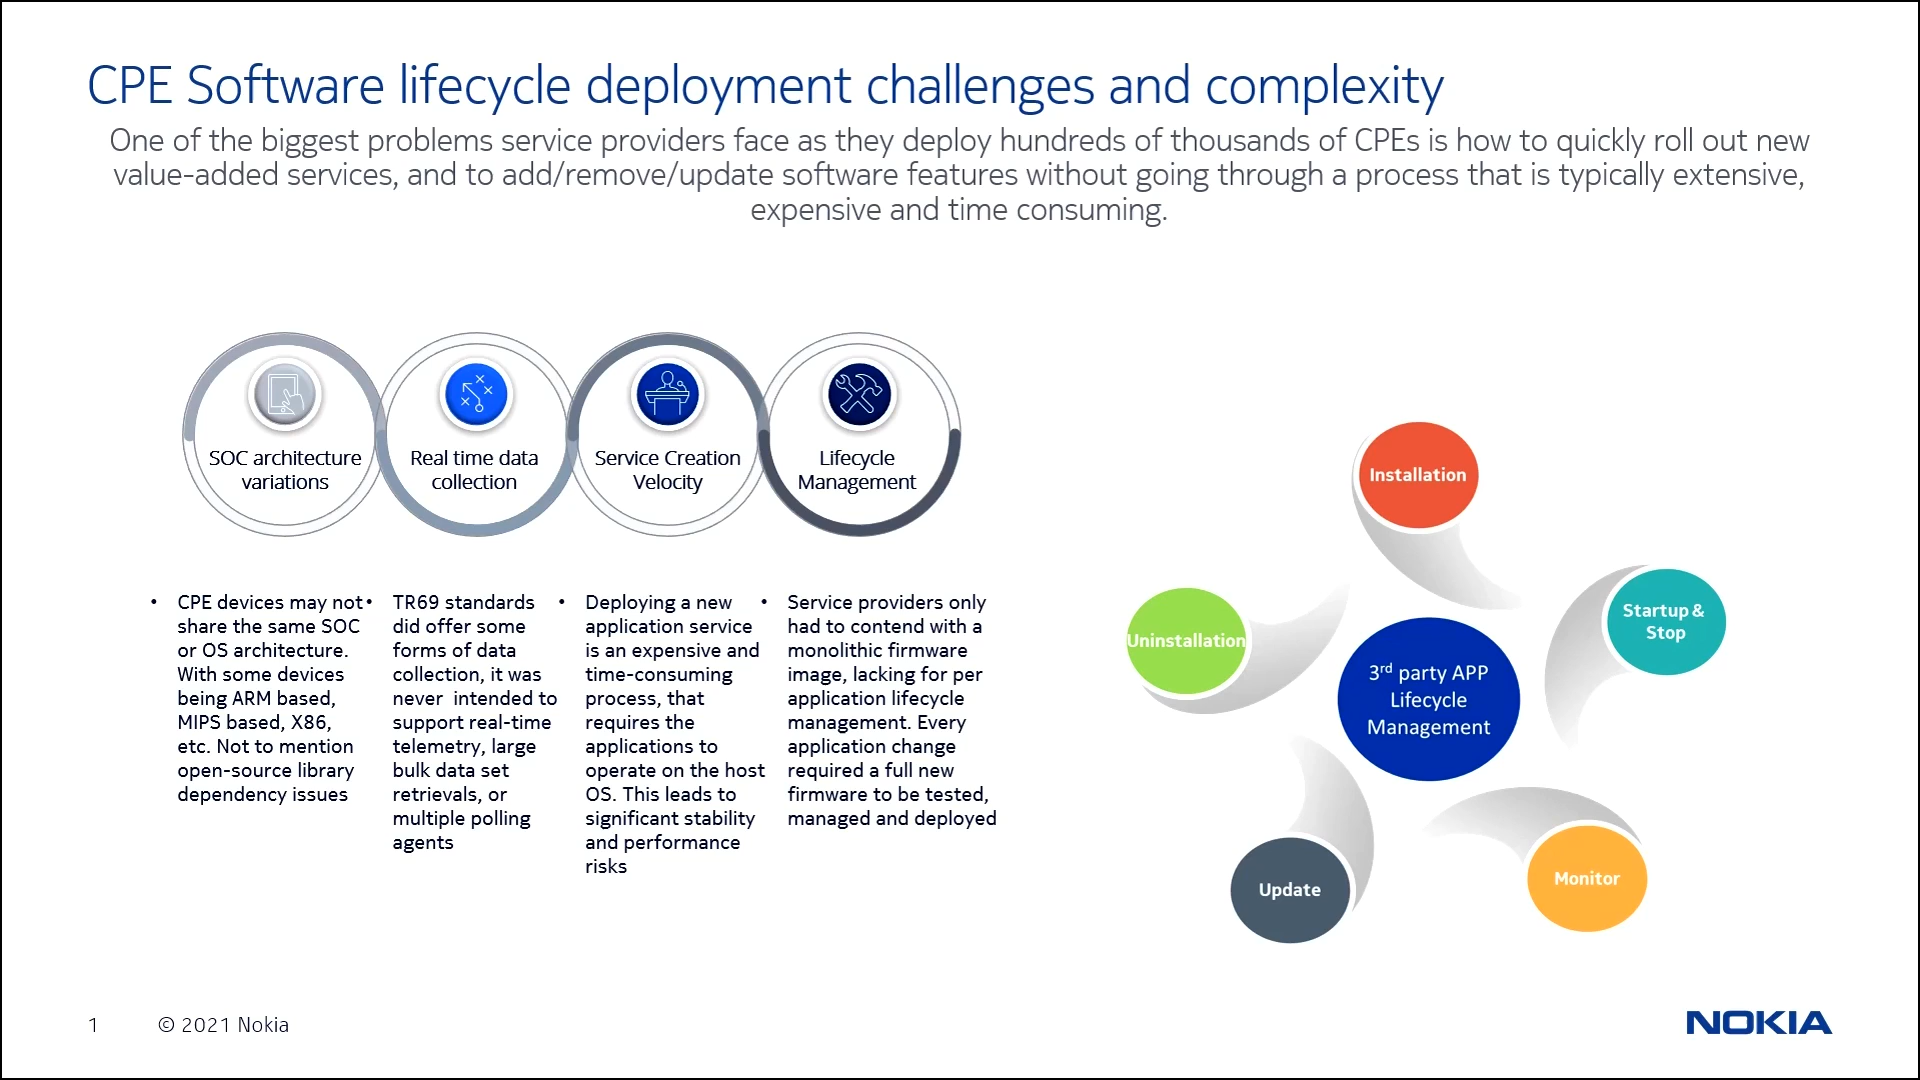 CPE Software lifecycle deployment challenges and complexity
One of the biggest problems service providers face as they deploy hundreds of thousands of CPEs is how to quickly roll out new
value-added services, and to add/remove/update software features without going through a process that is typically extensive,
expensive and time consuming.
SOC architecture
variations
Real time data
collection
Service Creation
Velocity
Lifecycle
Management
• CPE devices may not
share the same SOC
or OS architecture.
With some devices
being ARM based,
MIPS based, X86,
etc. Not to mention
open-source library
dependency issues
• TR69 standards
did offer some
forms of data
collection, it was
never intended to
support real-time
telemetry, large
bulk data set
retrievals, or
multiple polling
agents
• Deploying a new
application service
is an expensive and
time-consuming
process, that
requires the
applications to
operate on the host
OS. This leads to
significant stability
and performance
risks
• Service providers only
had to contend with a
monolithic firmware
image, lacking for per
application lifecycle
management. Every
application change
required a full new
firmware to be tested,
managed and deployed
Installation
Startup &
Stop
Uninstallation
3rd party APP
Lifecycle
Management
Monitor
Update
1
© 2021 Nokia
NOKIA